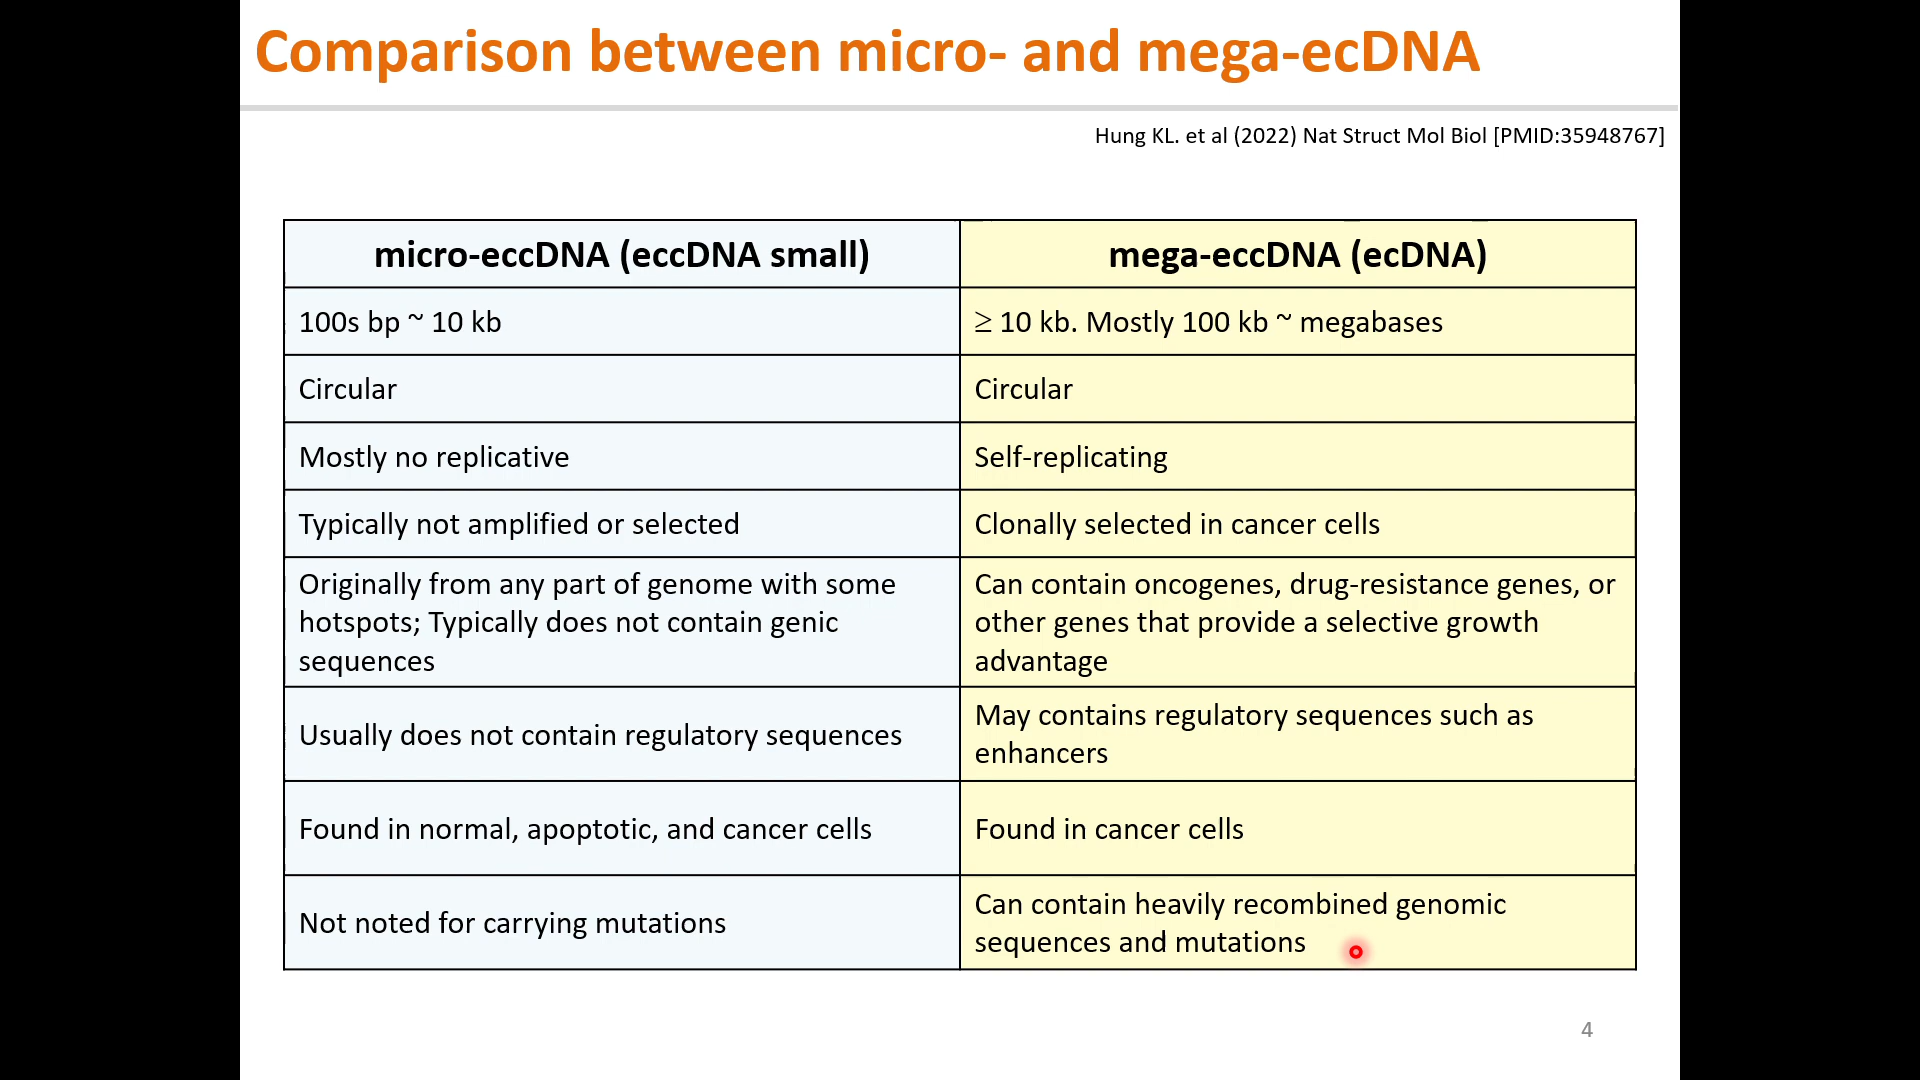 Comparison between micro- and mega-ecDNA
Hung KL. et al (2022) Nat Struct Mol Biol [PMID:35948767]
micro-eccDNA (eccDNA small)
mega-eccDNA (ecDNA)
100s bp ~ 10 kb
≥ 10 kb. Mostly 100 kb ~ megabases
Circular
Circular
Mostly no replicative
Self-replicating
Typically not amplified or selected
Clonally selected in cancer cells
Originally from any part of genome with some
hotspots; Typically does not contain genic
sequences
Can contain oncogenes, drug-resistance genes, or
other genes that provide a selective growth
advantage
Usually does not contain regulatory sequences
May contains regulatory sequences such as
enhancers
Found in normal, apoptotic, and cancer cells
Found in cancer cells
Not noted for carrying mutations
Can contain heavily recombined genomic
sequences and mutations
4